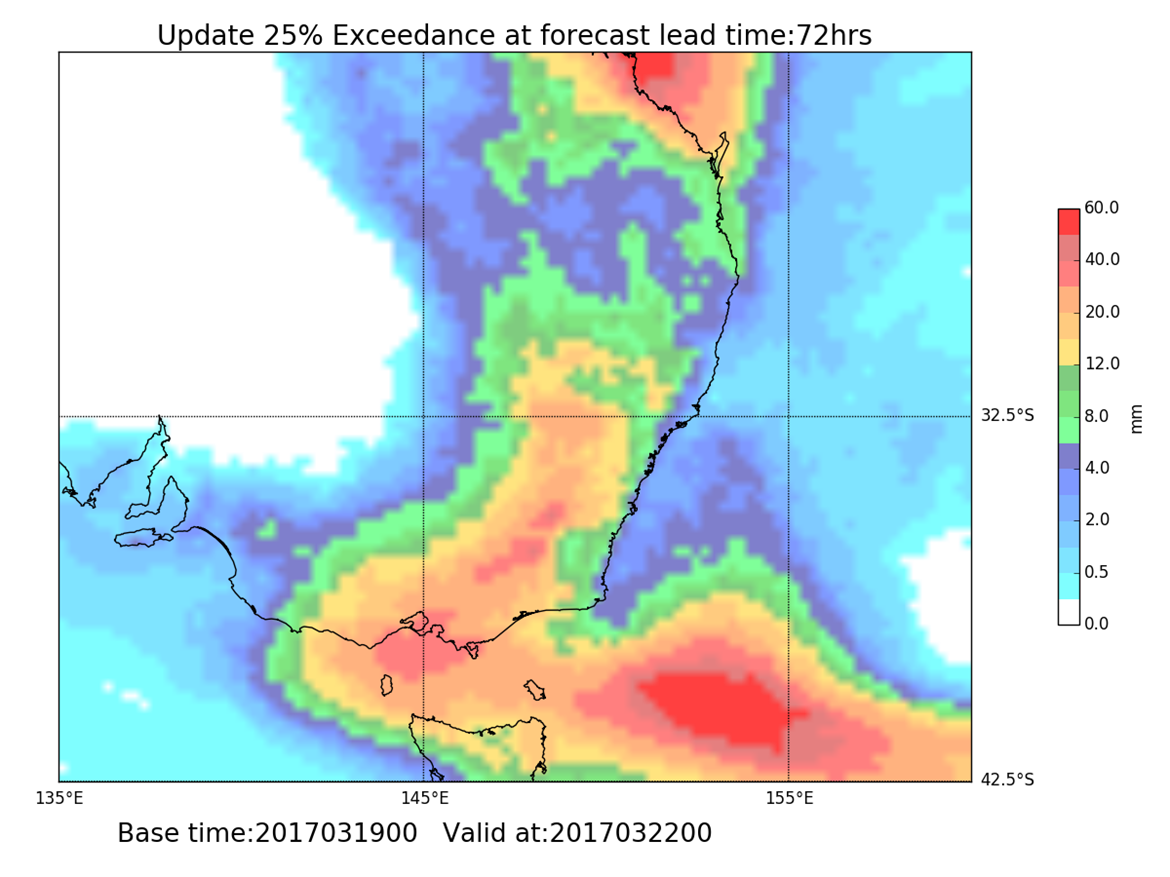 Update 25% Exceedance at forecast lead time:72hrs
60.0
40.0
20.0
12.0
8.0
4.0
2.0
0.5
0.0
mm
32.5°S
42.5°S
135°E 145°E 155°E
Base time:2017031900 Valid at:2017032200